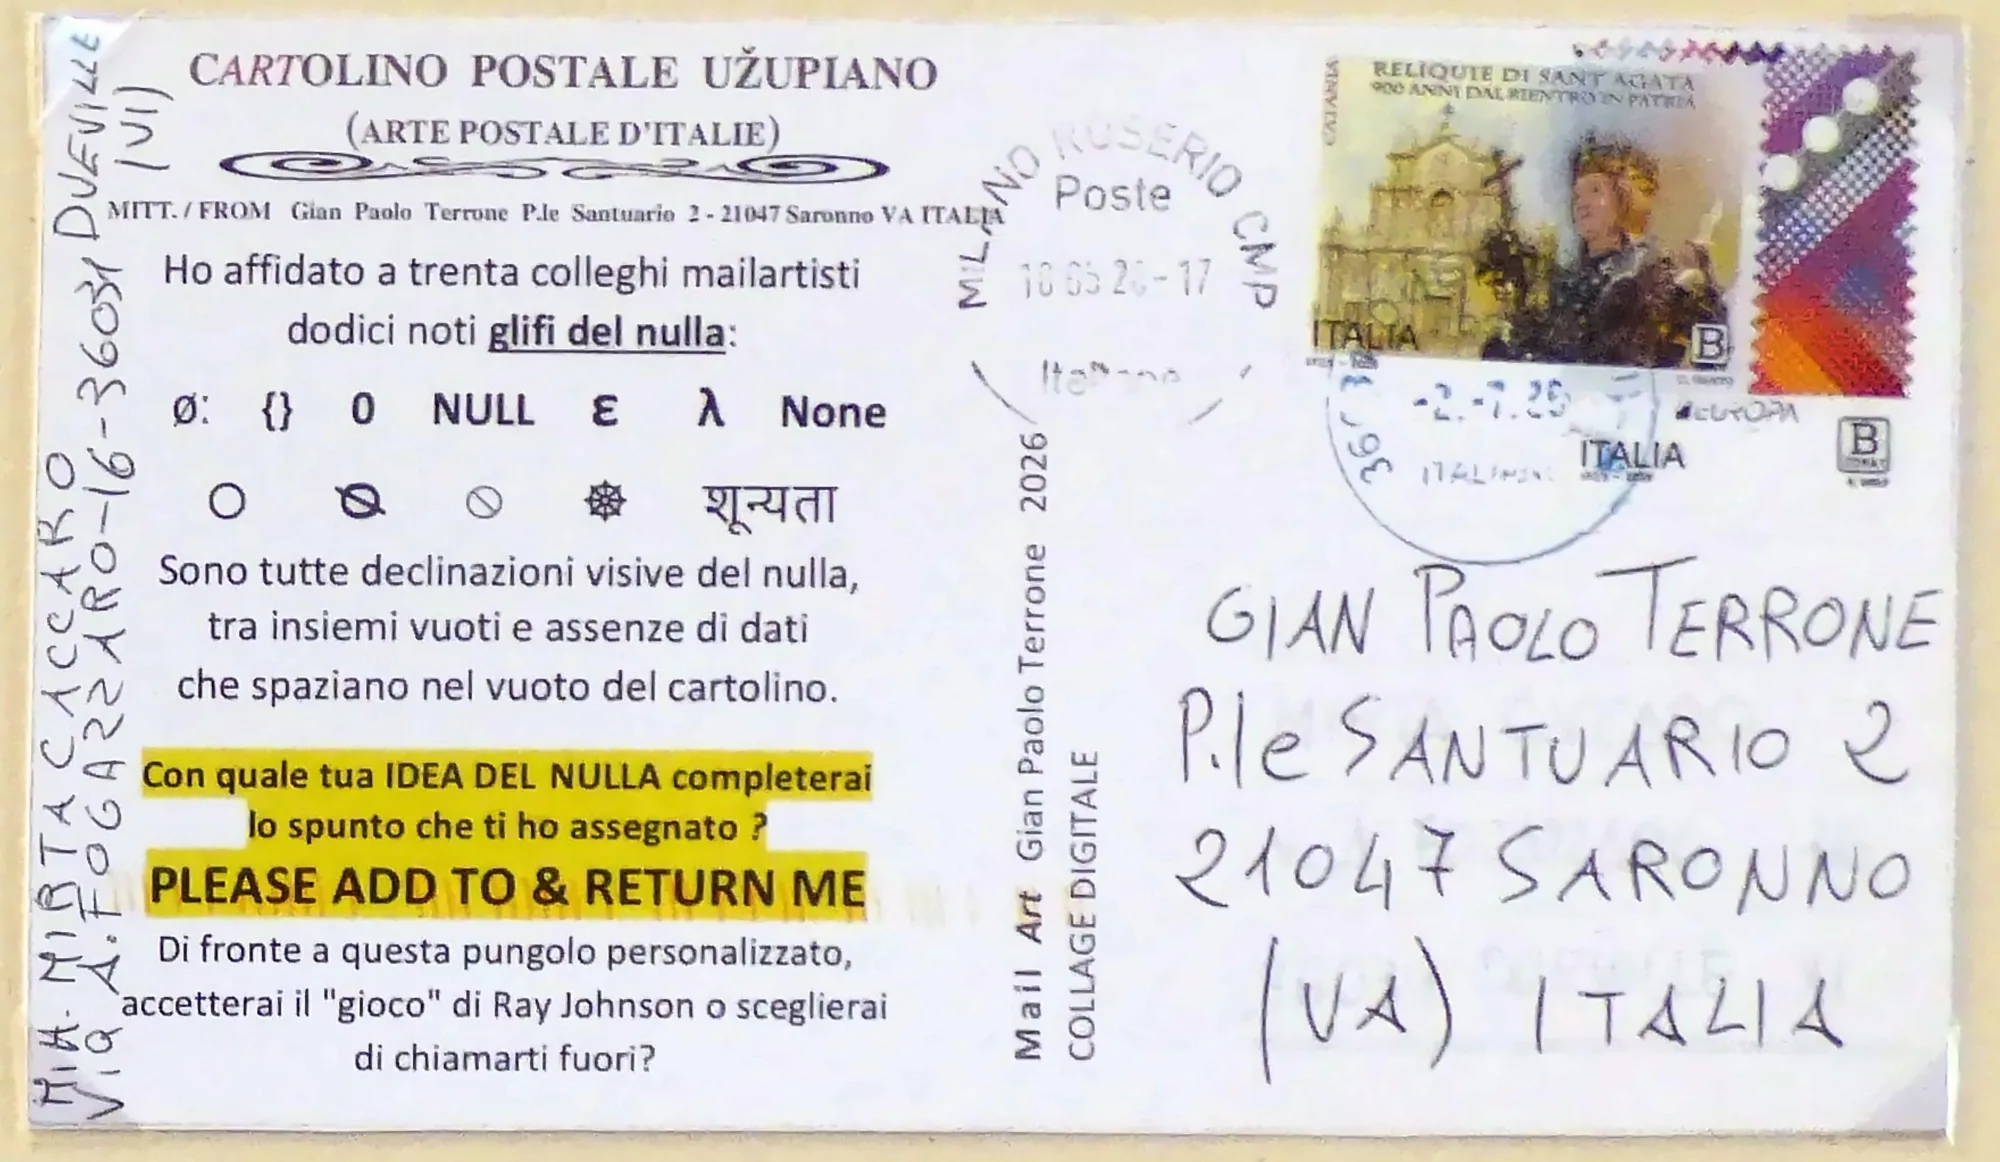 CARTOLINO POSTALE UŽUPIANO
(ARTE POSTALE D'ITALIE)
MITT. / FROM Gian Paolo Terrone P.le Santuario 2 - 21047 Saronno VA ITALIA
Ho affidato a trenta colleghi mailartisti
dodici noti glifi del nulla:
ø: {} 0 NULL ε λ None
शून्यता
Sono tutte declinazioni visive del nulla,
tra insiemi vuoti e assenze di dati
che spaziano nel vuoto del cartolino.
Con quale tua IDEA DEL NULLA completerai
lo spunto che ti ho assegnato ?
PLEASE ADD TO & RETURN ME
Di fronte a questa pungolo personalizzato,
accetterai il "gioco" di Ray Johnson o sceglierai
di chiamarti fuori?
MIRTA CACCARO
VIA A. FOGAZZARO-16-36031 DUEVILLE
(VI)
Mail Art Gian Paolo Terrone 2026
COLLAGE DIGITALE
MILANO ROSERIO CMP
Poste
CATANIA
RELIQUIE DI SANT'AGATA
900 ANNI DAL RIENTRO IN PATRIA
ITALIA
B
EUROPA
ITALIA
B
GIAN PAOLO TERRONE
P.le SANTUARIO 2
21047 SARONNO
(VA) ITALIA